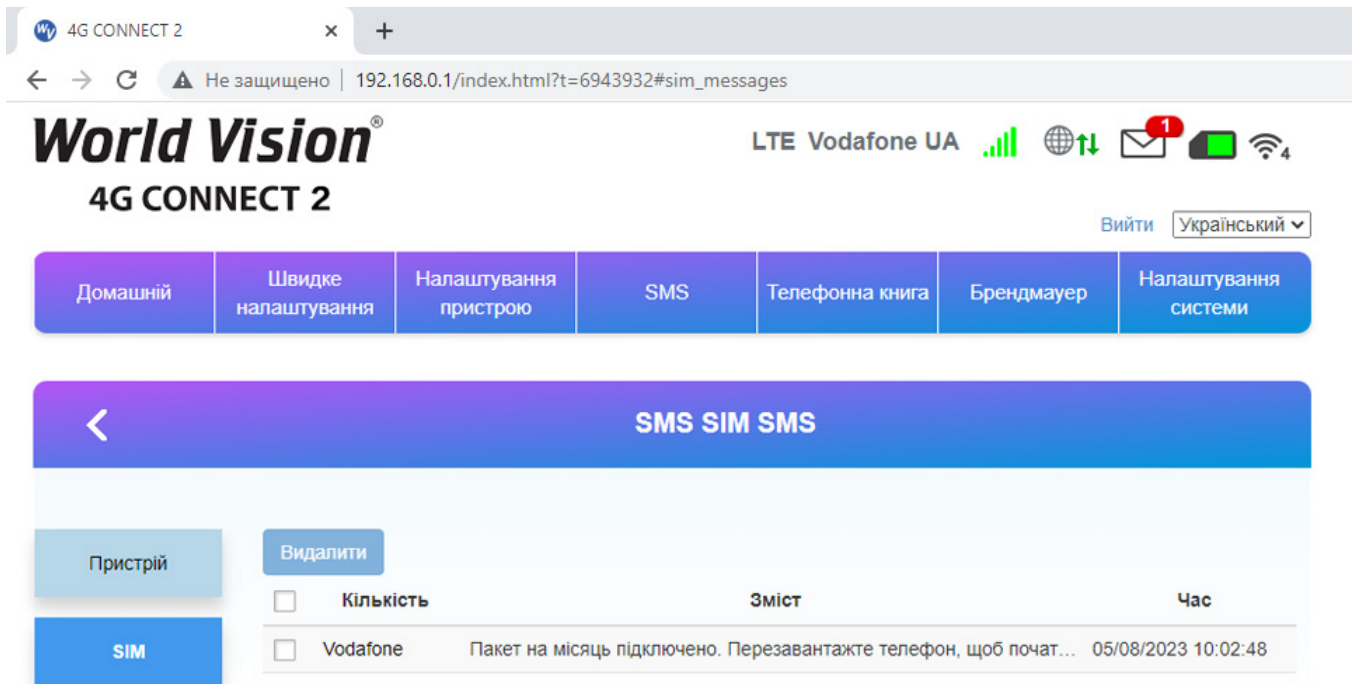 4G CONNECT 2
Не защищено | 192.168.0.1/index.html?t=6943932#sim_messages
World Vision®
4G CONNECT 2
LTE Vodafone UA 1 4
Вийти Український
Домашній Швидке налаштування Налаштування пристрою SMS Телефонна книга Брендмауер Налаштування системи
SMS SIM SMS
Пристрій Видалити
Кількість Зміст Час
SIM Vodafone Пакет на місяць підключено. Перезавантажте телефон, щоб почат... 05/08/2023 10:02:48